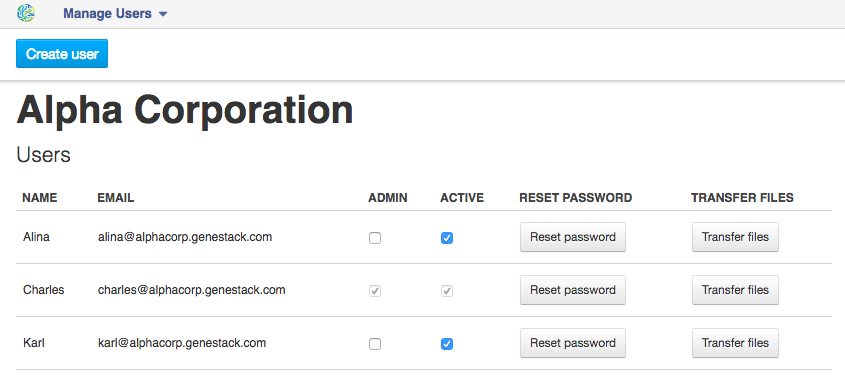 Manage Users
Create user
Alpha Corporation
Users
NAME EMAIL ADMIN ACTIVE RESET PASSWORD TRANSFER FILES
Alina alina@alphacorp.genestack.com Reset password Transfer files
Charles charles@alphacorp.genestack.com Reset password Transfer files
Karl karl@alphacorp.genestack.com Reset password Transfer files